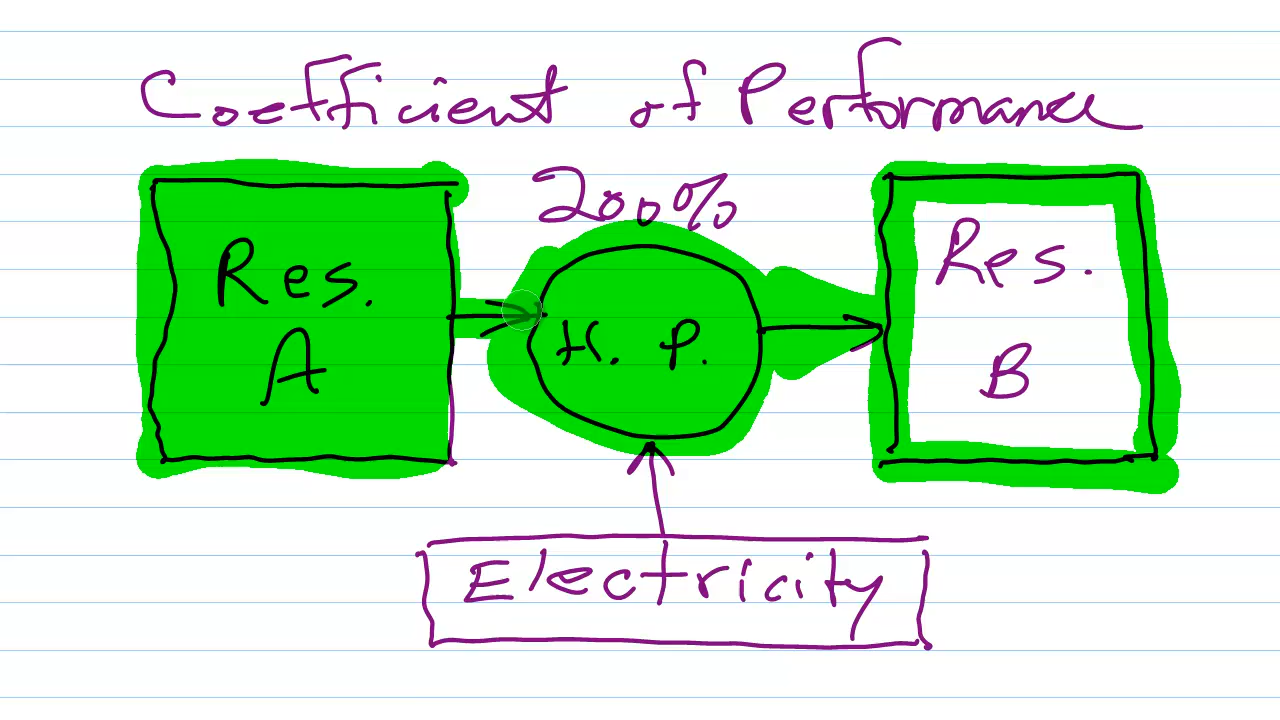 Coefficient of Performance
200%
Res.
A
H. P.
Res.
B
Electricity